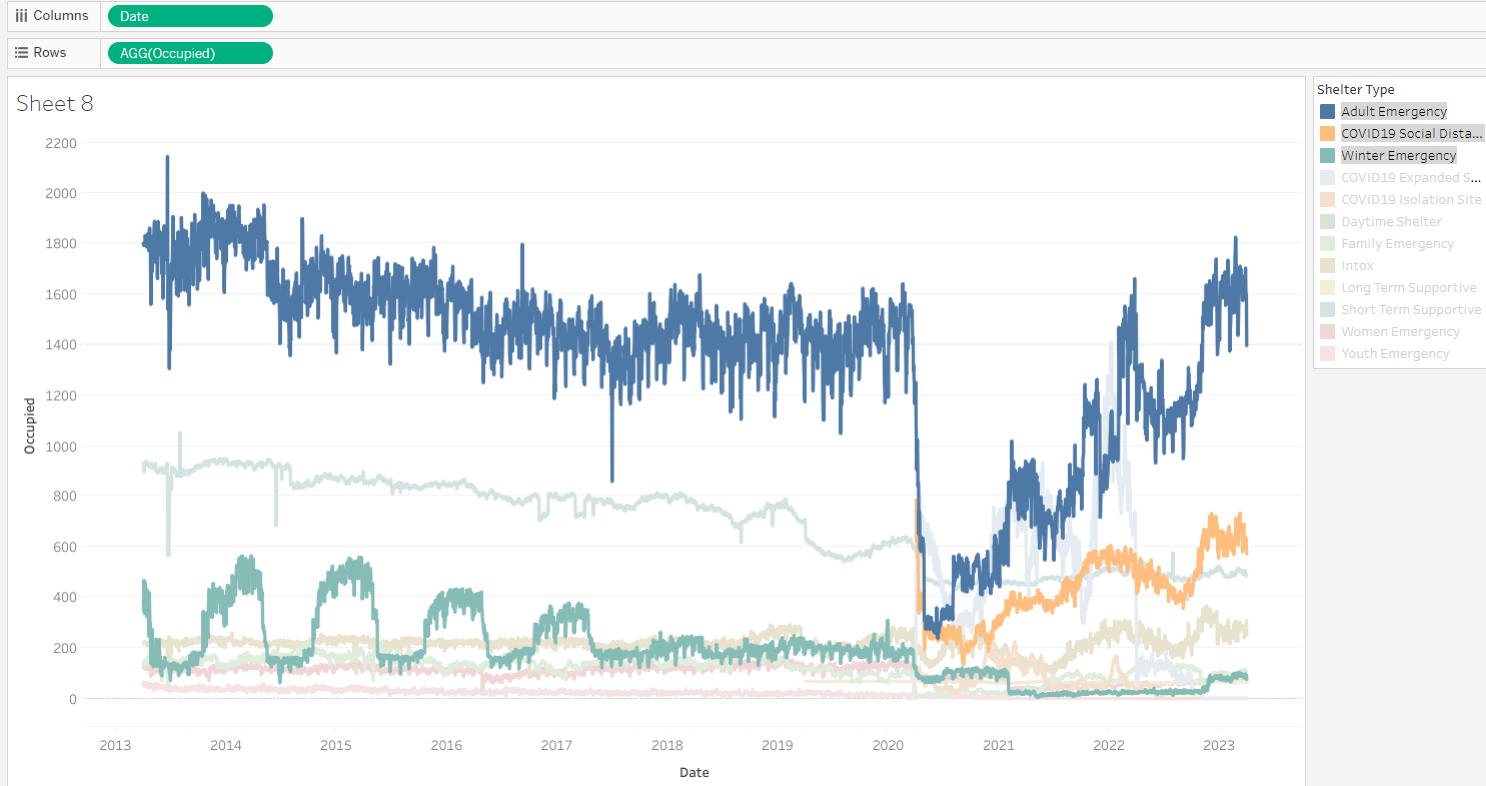 Columns
Date
Rows
AGG(Occupied)
Sheet 8
2200
2000
1800
1600
1400
1200
1000
800
600
400
200
0
Occupied
2013 2014 2015 2016 2017 2018 2019 2020 2021 2022 2023
Date
Shelter Type
Adult Emergency
COVID19 Social Dista...
Winter Emergency
COVID19 Expanded S...
COVID19 Isolation Site
Daytime Shelter
Family Emergency
Intox
Long Term Supportive
Short Term Supportive
Women Emergency
Youth Emergency